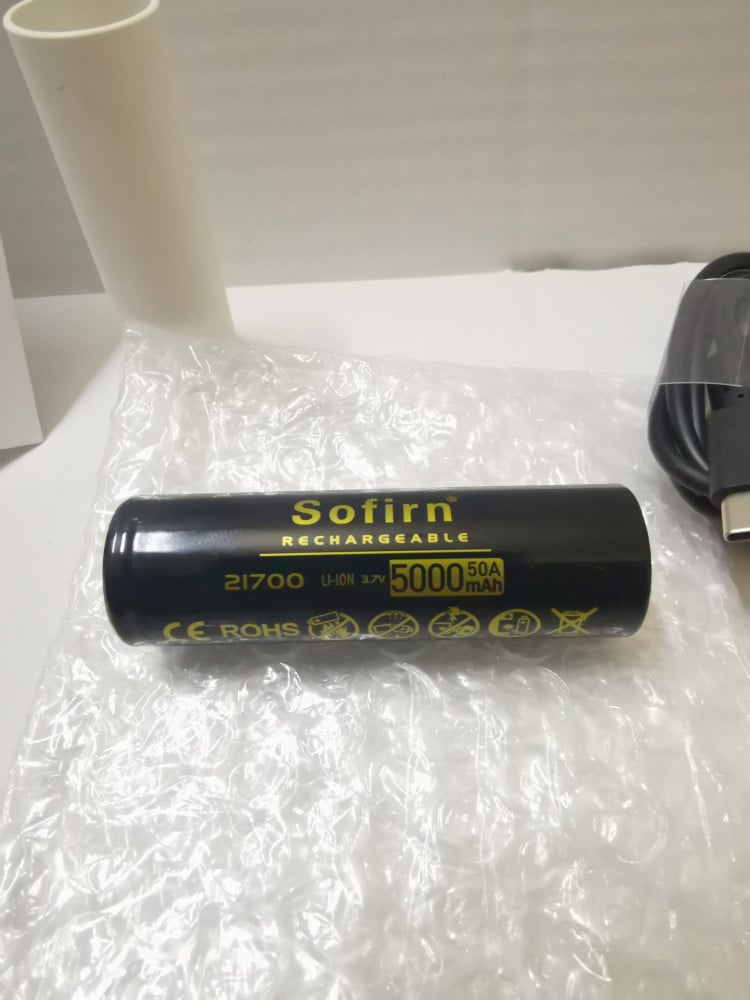 Sofirn®
RECHARGEABLE
21700 LI-ION 3.7V 5000 50A mAh
CE ROHS